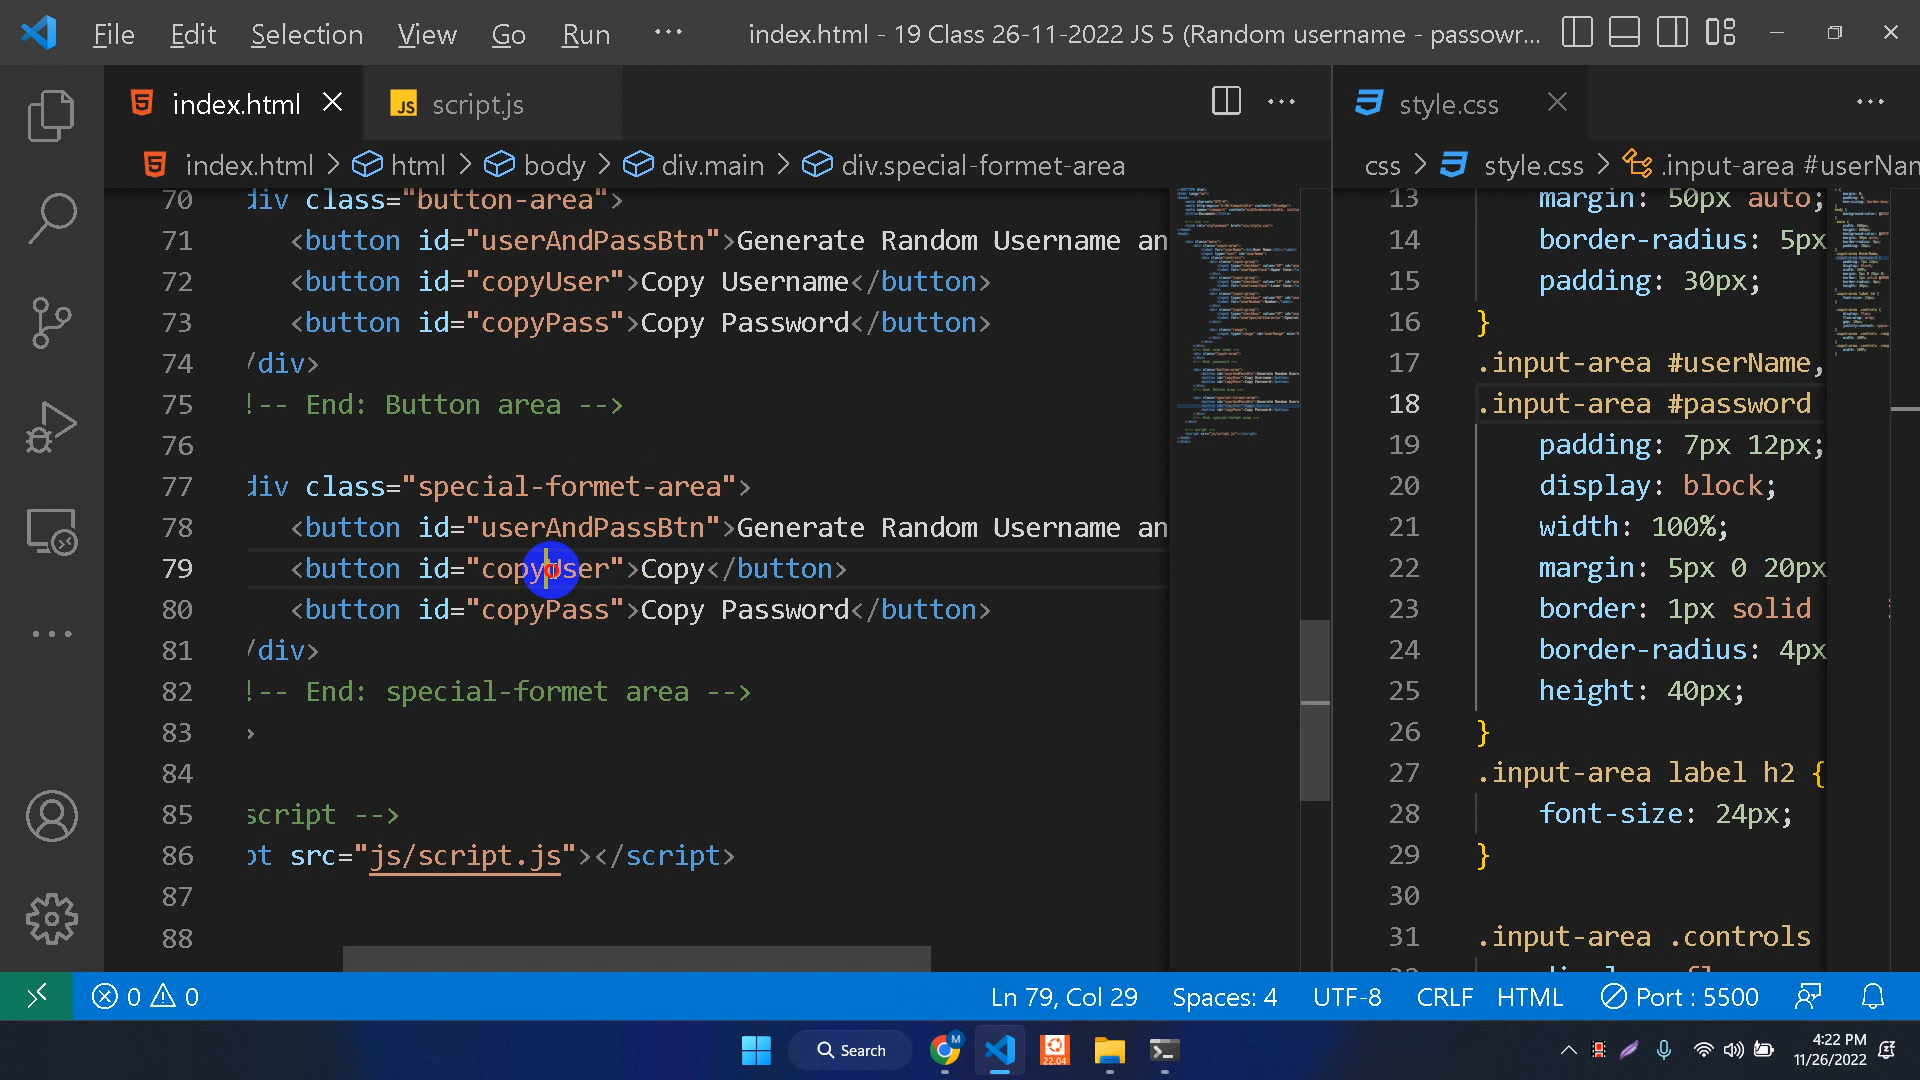 File Edit Selection View Go Run ··· index.html - 19 Class 26-11-2022 JS 5 (Random username - passowr...
index.html script.js
style.css
index.html > html > body > div.main > div.special-formet-area
css > style.css > .input-area #userNan
70 div class="button-area">
71 <button id="userAndPassBtn">Generate Random Username an
72 <button id="copyUser">Copy Username</button>
73 <button id="copyPass">Copy Password</button>
74 /div>
75 !-- End: Button area -->
76
77 div class="special-formet-area">
78 <button id="userAndPassBtn">Generate Random Username an
79 <button id="copyUser">Copy</button>
80 <button id="copyPass">Copy Password</button>
81 /div>
82 !-- End: special-formet area -->
83 >
84
85 script -->
86 pt src="js/script.js"></script>
87
88
13 margin: 50px auto;
14 border-radius: 5px
15 padding: 30px;
16 }
17 .input-area #userName,
18 .input-area #password
19 padding: 7px 12px;
20 display: block;
21 width: 100%;
22 margin: 5px 0 20px
23 border: 1px solid
24 border-radius: 4px
25 height: 40px;
26 }
27 .input-area label h2 {
28 font-size: 24px;
29 }
30
31 .input-area .controls
0 0 Ln 79, Col 29 Spaces: 4 UTF-8 CRLF HTML Port : 5500
Search
M
22.04
4:22 PM
11/26/2022